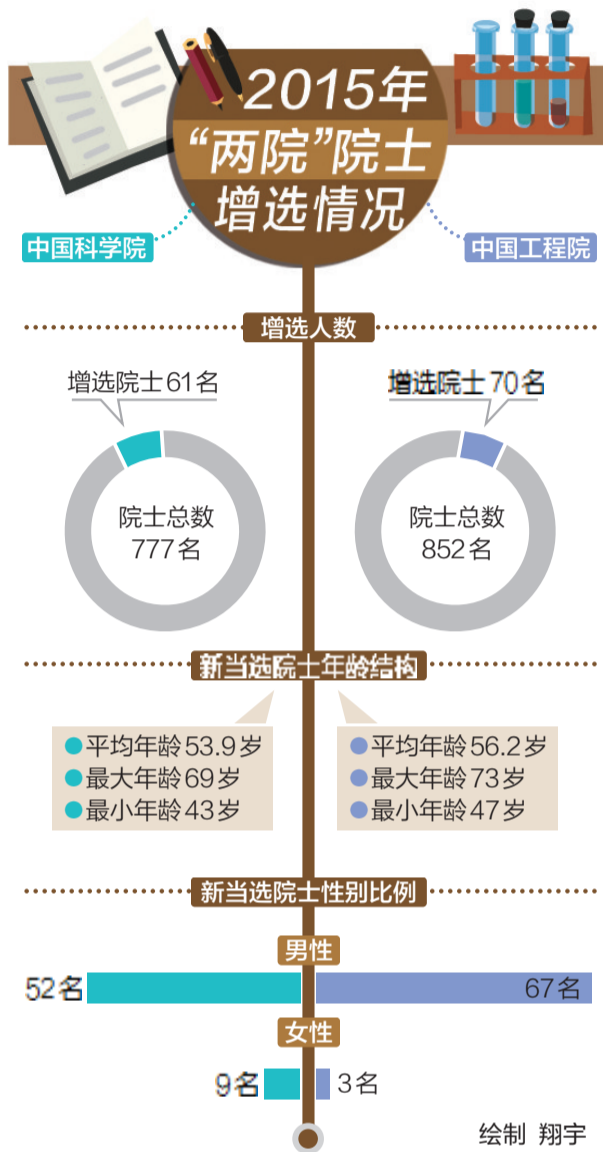 2015年
“两院”院士
增选情况
中国科学院
中国工程院
增选人数
增选院士61名
增选院士70名
院士总数
777名
院士总数
852名
新当选院士年龄结构
平均年龄53.9岁
最大年龄69岁
最小年龄43岁
平均年龄56.2岁
最大年龄73岁
最小年龄47岁
新当选院士性别比例
男性
52名
67名
女性
9名
3名
绘制 翔宇